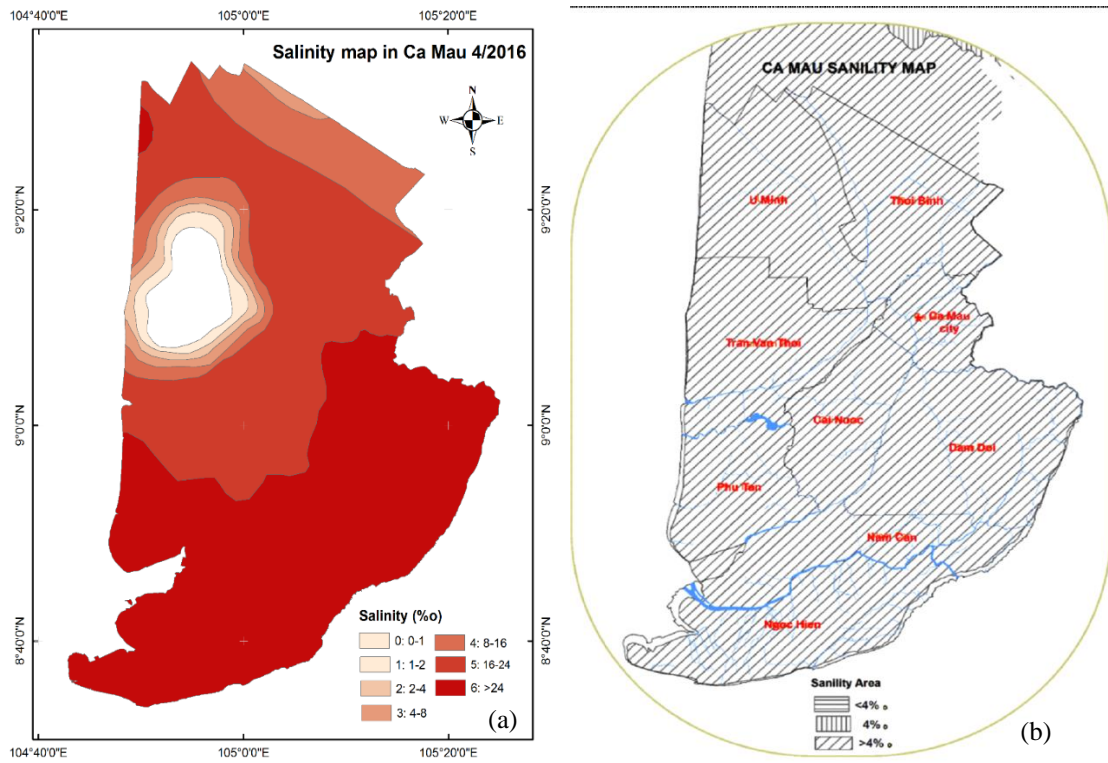 104°40'0"E
105°0'0"E
105°20'0"E
Salinity map in Ca Mau 4/2016
N
W
E
S
9°20'0"N
9°0'0"N
8°40'0"N
9°20'0"N
9°0'0"N
8°40'0"N
Salinity (%o)
0: 0-1
1: 1-2
2: 2-4
3: 4-8
4: 8-16
5: 16-24
6: >24
(a)
104°40'0"E
105°0'0"E
105°20'0"E
CA MAU SANILITY MAP
U Minh
Thoi Binh
Ca Mau
city
Tran Van Thoi
Cai Nuoc
Dam Doi
Phu Tan
Nam Can
Ngoc Hien
Sanility Area
<4% o
4% o
>4% o
(b)